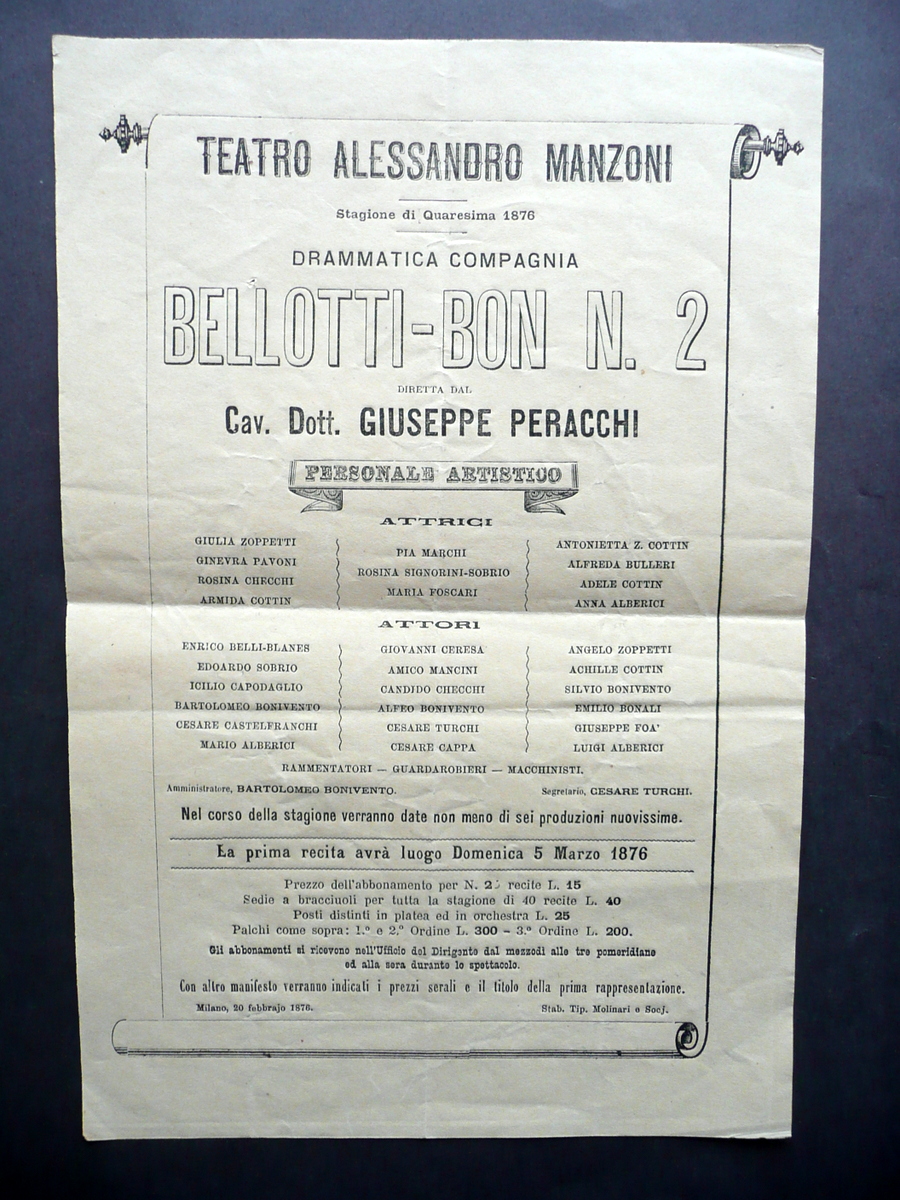 TEATRO ALESSANDRO MANZONI
Stagione di Quaresima 1876
DRAMMATICA COMPAGNIA
BELLOTTI-BON N. 2
DIRETTA DAL
Cav. Dott. GIUSEPPE PERACCHI
PERSONALE ARTISTICO
ATTRICI
GIULIA ZOPPETTI
GINEVRA PAVONI
ROSINA CHECCHI
ARMIDA COTTIN
PIA MARCHI
ROSINA SIGNORINI-SOBRIO
MARIA FOSCARI
ANTONIETTA Z. COTTIN
ALFREDA BULLERI
ADELE COTTIN
ANNA ALBERICI
ATTORI
ENRICO BELLI-BLANES
EDOARDO SOBRIO
ICILIO CAPODAGLIO
BARTOLOMEO BONIVENTO
CESARE CASTELFRANCHI
MARIO ALBERICI
GIOVANNI CERESA
AMICO MANCINI
CANDIDO CHECCHI
ALFEO BONIVENTO
CESARE TURCHI
CESARE CAPPA
ANGELO ZOPPETTI
ACHILLE COTTIN
SILVIO BONIVENTO
EMILIO BONALI
GIUSEPPE FOA'
LUIGI ALBERICI
RAMMENTATORI — GUARDAROBIERI — MACCHINISTI.
Amministratore, BARTOLOMEO BONIVENTO. Segretario, CESARE TURCHI.
Nel corso della stagione verranno date non meno di sei produzioni nuovissime.
La prima recita avrà luogo Domenica 5 Marzo 1876
Prezzo dell'abbonamento per N. recite L. 15
Sedie a bracciuoli per tutta la stagione di 40 recite L. 40
Posti distinti in platea ed in orchestra L. 25
Palchi come sopra: 1.º e 2.º Ordine L. 300 – 3.º Ordine L. 200.
Gli abbonamenti si ricevono nell'Ufficio del Dirigente dal mezzodì alle tre pomeridiane
ed alla sera durante lo spettacolo.
Con altro manifesto verranno indicati i prezzi serali e il titolo della prima rappresentazione.
Milano, 20 febbrajo 1876. Stab. Tip. Molinari e Socj.